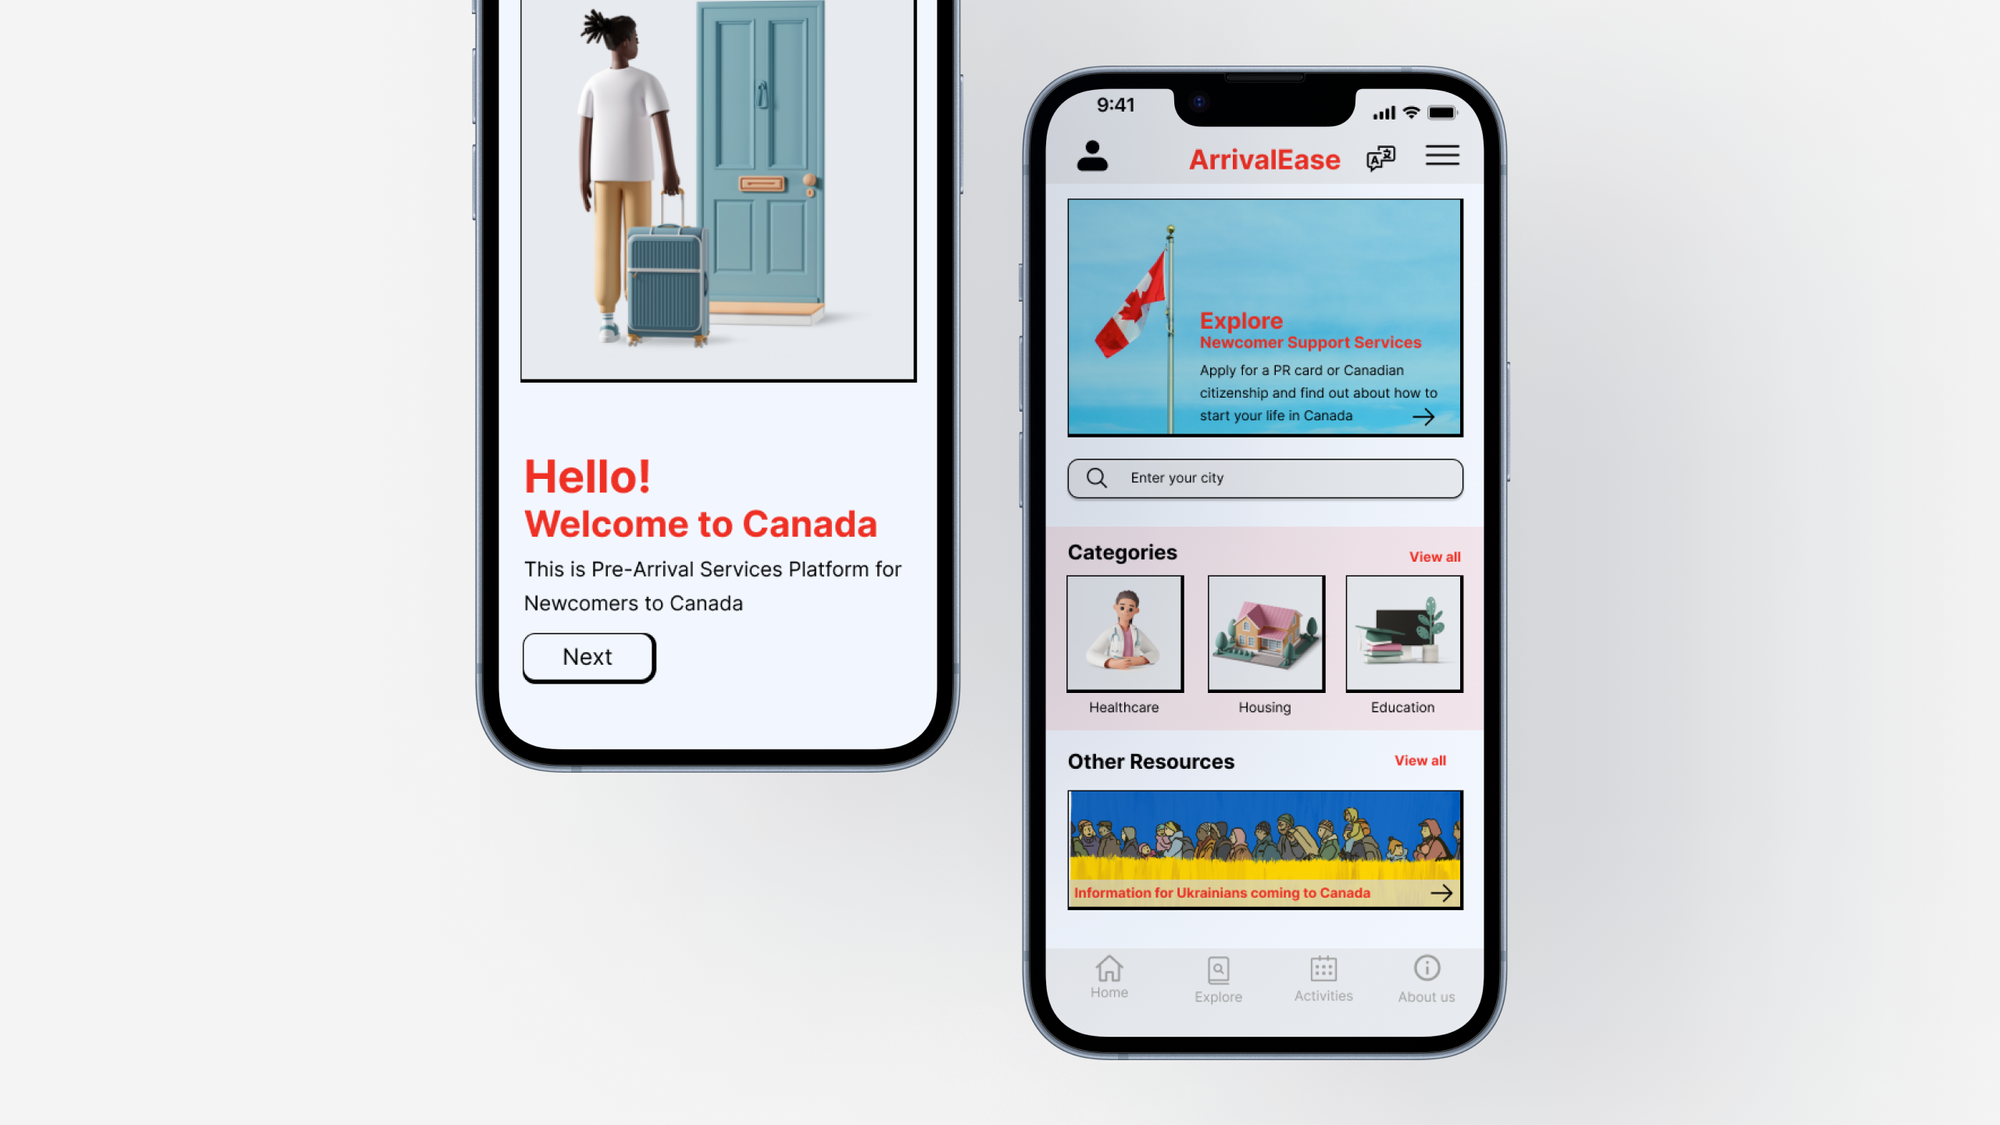 Hello!
Welcome to Canada
This is Pre-Arrival Services Platform for
Newcomers to Canada
Next
9:41
ArrivalEase
Explore
Newcomer Support Services
Apply for a PR card or Canadian
citizenship and find out about how to
start your life in Canada
Enter your city
Categories
View all
Healthcare
Housing
Education
Other Resources
View all
Information for Ukrainians coming to Canada
Home
Explore
Activities
About us